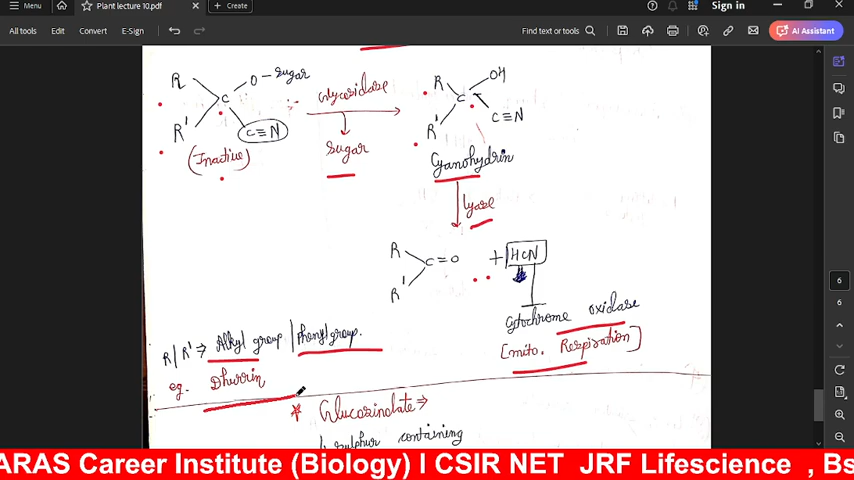 Menu
Plant lecture 10.pdf
Create
Sign in
All tools
Edit
Convert
E-Sign
Find text or tools
AI Assistant
R
O-Sugar
C
R'
C≡N
(Inactive)
Glycosidase
Sugar
R
OH
C
R'
C≡N
Cyanohydrin
lyase
R
C=O
R'
+ HCN
Cytochrome oxidase
[mito. Respiration]
R/R' ⇒ Alkyl group | Phenyl group.
eg. Dhurrin
* Glucosinolate ⇒
sulphur containing
6
6
ARAS Career Institute (Biology) I CSIR NET JRF Lifescience , Bs